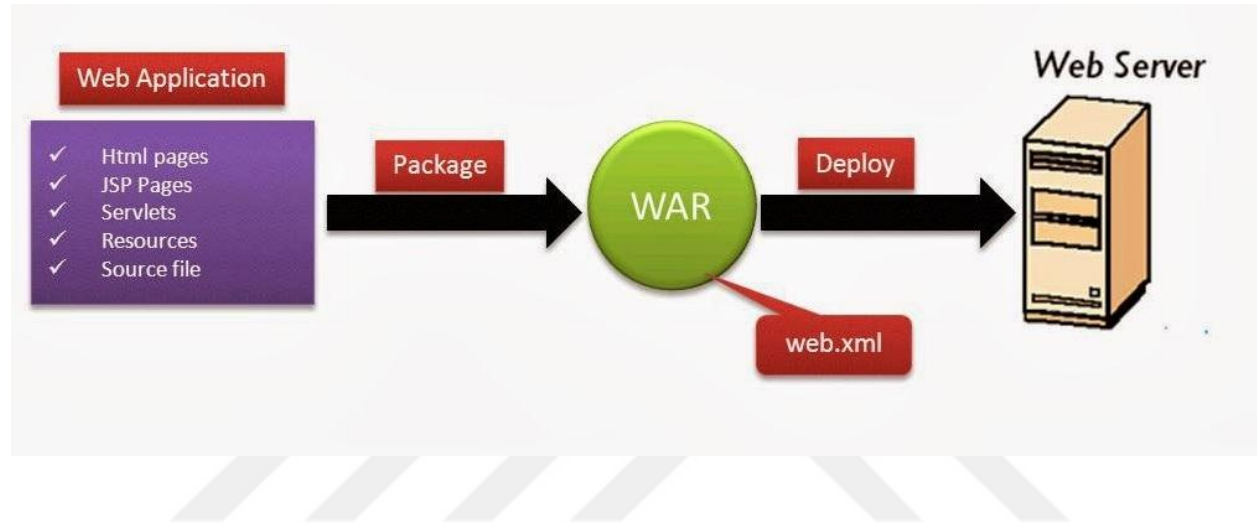 Web Application
✓ Html pages
✓ JSP Pages
✓ Servlets
✓ Resources
✓ Source file
Package
WAR
web.xml
Deploy
Web Server